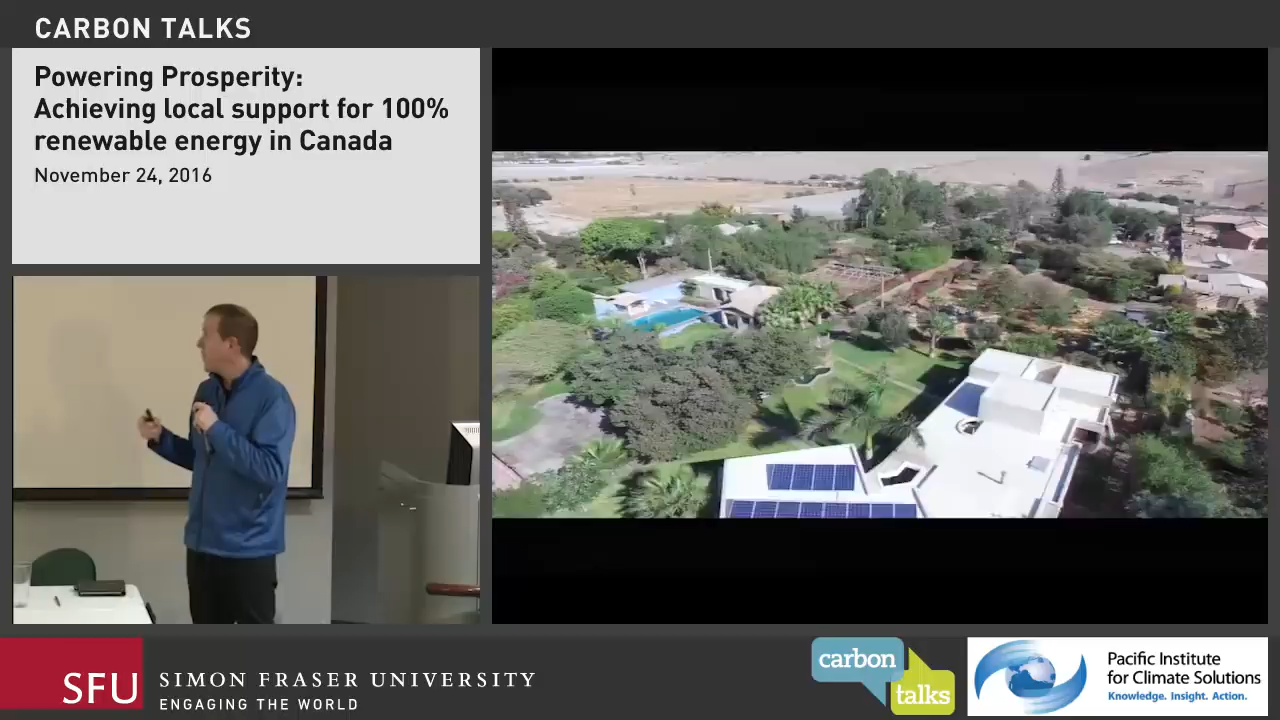 CARBON TALKS
Powering Prosperity:
Achieving local support for 100%
renewable energy in Canada
November 24, 2016
SFU
SIMON FRASER UNIVERSITY
ENGAGING THE WORLD
carbon
talks
Pacific Institute
for Climate Solutions
Knowledge. Insight. Action.